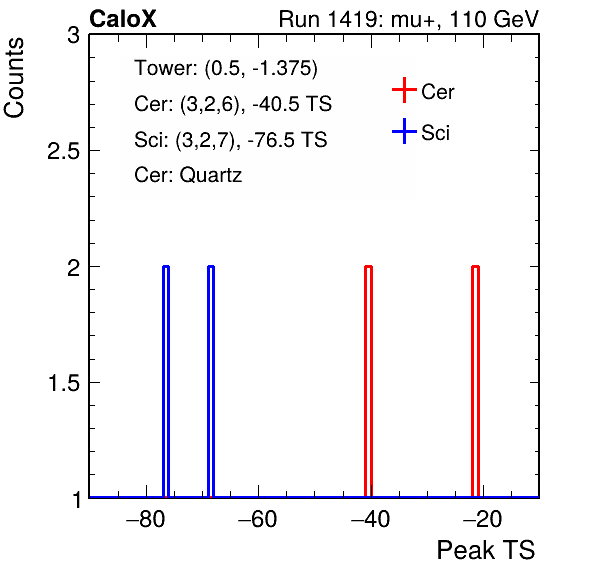 CaloX Run 1419: mu+, 110 GeV
Counts
3
2.5
2
1.5
1
Tower: (0.5, -1.375)
Cer: (3,2,6), -40.5 TS
Sci: (3,2,7), -76.5 TS
Cer: Quartz
Cer
Sci
−80 −60 −40 −20
Peak TS